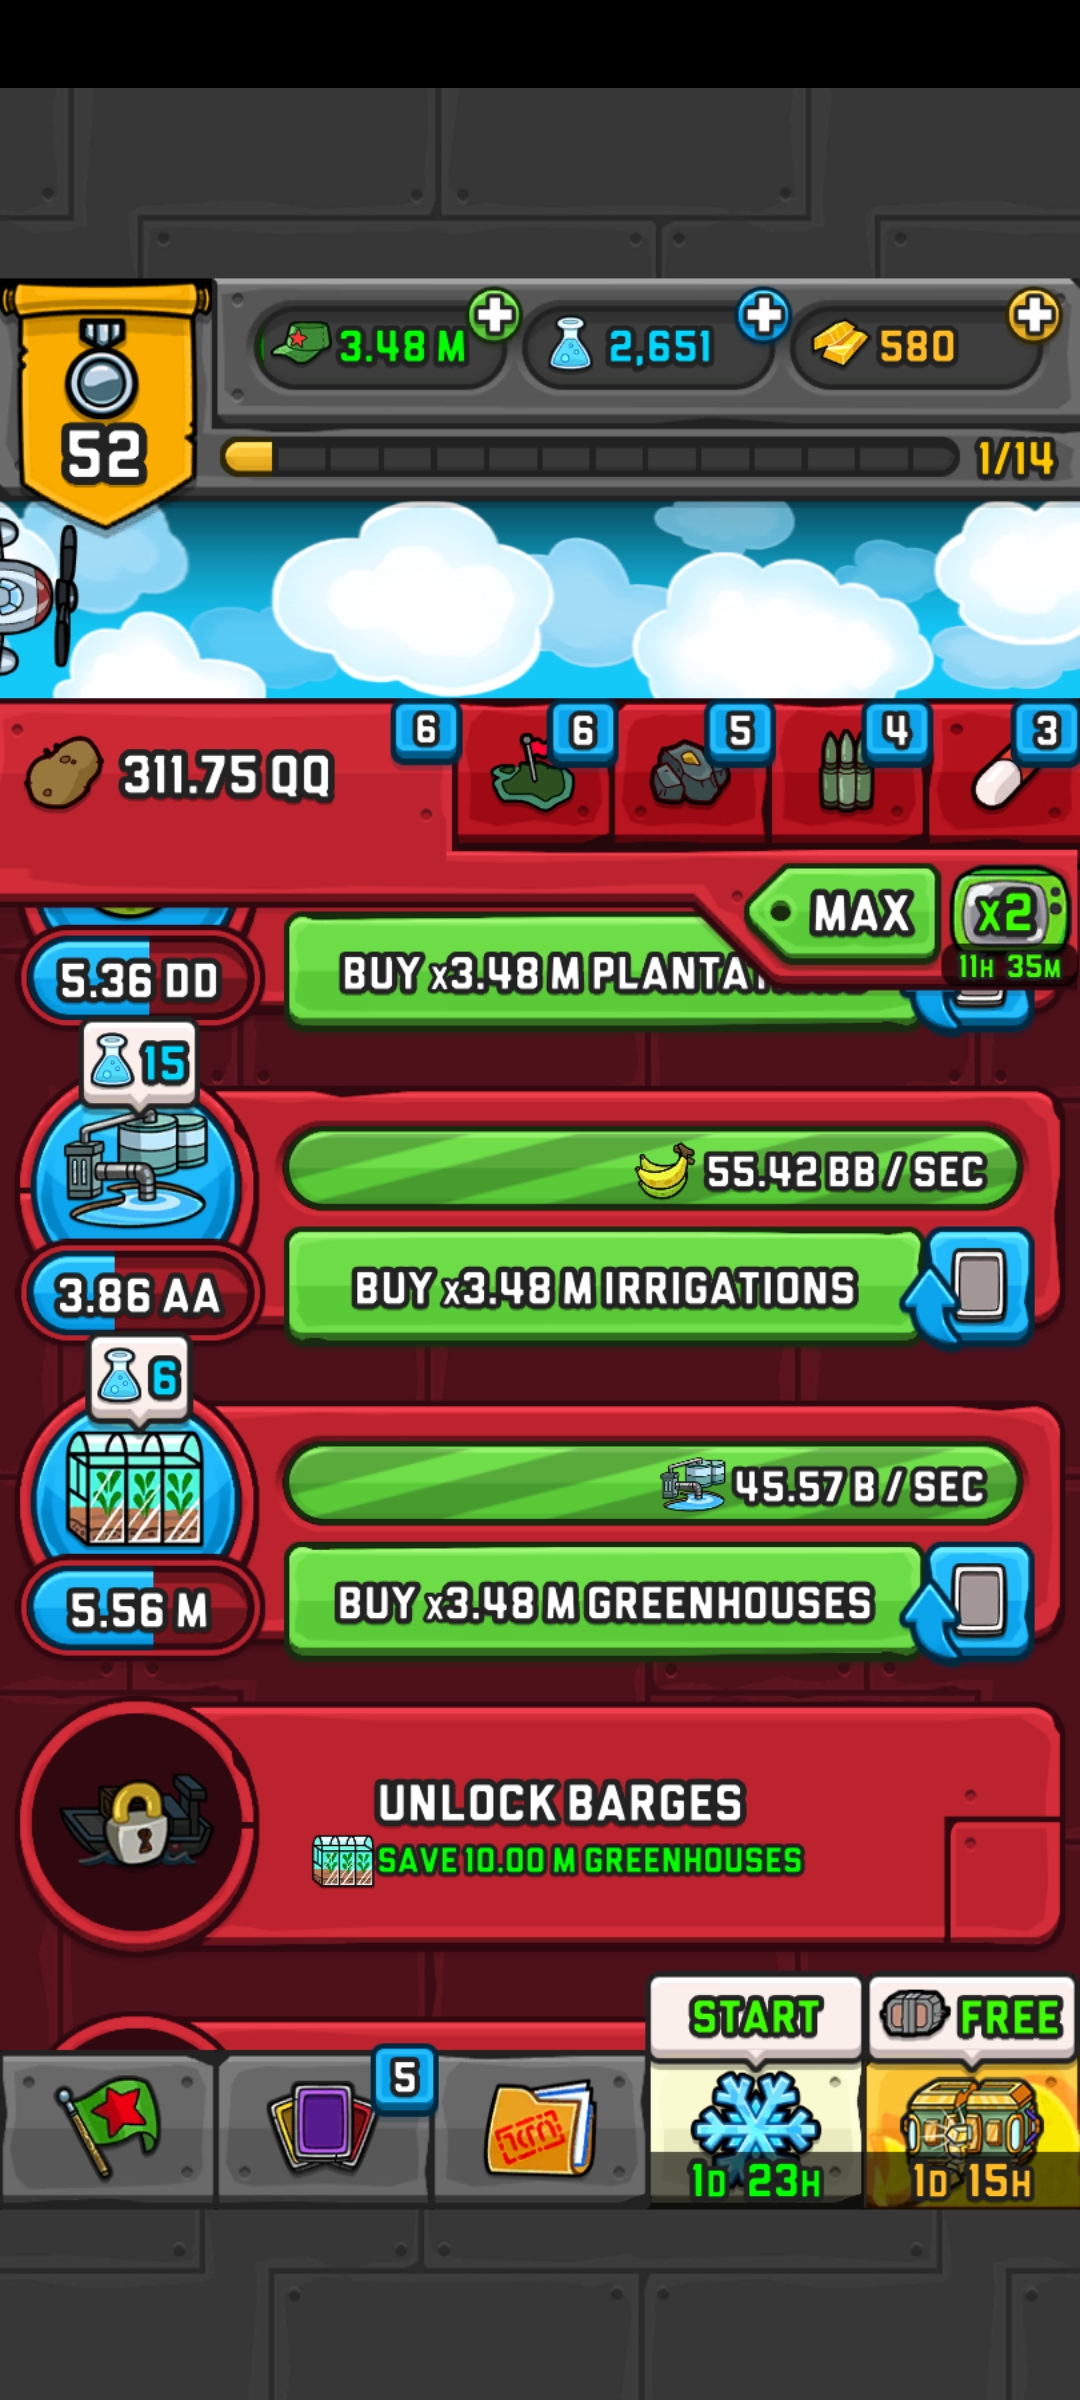 3.48 M
2,651
580
52
1/14
311.75 QQ
6
6
5
4
3
MAX
x2
11H 35M
5.36 DD
BUY x3.48 M
15
55.42 BB / SEC
3.86 AA
BUY x3.48 M IRRIGATIONS
6
45.57 B / SEC
5.56 M
BUY x3.48 M GREENHOUSES
UNLOCK BARGES
SAVE 10.00 M GREENHOUSES
START
FREE
5
1D 23H
1D 15H